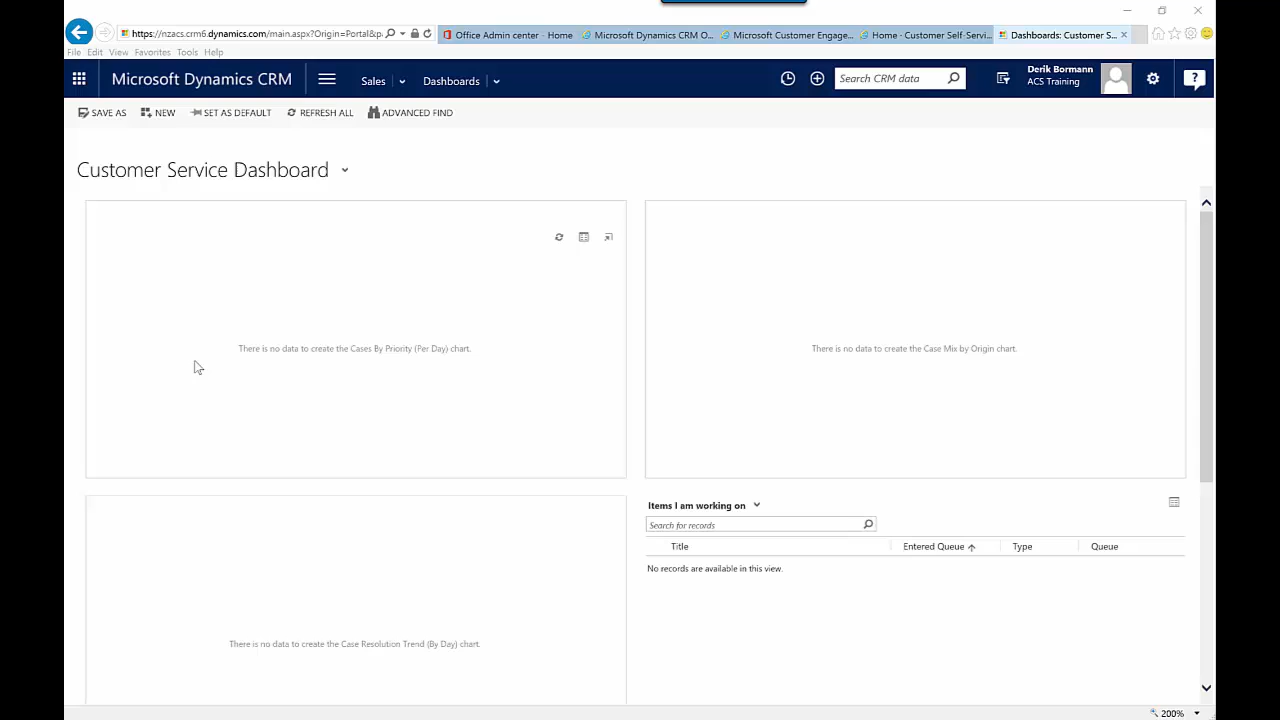 https://nzacs.crm6.dynamics.com/main.aspx?Origin=Portal&p
Office Admin center - Home
Microsoft Dynamics CRM O...
Microsoft Customer Engage...
Home - Customer Self-Servi...
Dashboards: Customer S...
File Edit View Favorites Tools Help
Microsoft Dynamics CRM
Sales
Dashboards
Search CRM data
Derik Bormann
ACS Training
SAVE AS
NEW
SET AS DEFAULT
REFRESH ALL
ADVANCED FIND
Customer Service Dashboard
There is no data to create the Cases By Priority (Per Day) chart.
There is no data to create the Case Mix by Origin chart.
Items I am working on
Search for records
Title Entered Queue Type Queue
No records are available in this view.
There is no data to create the Case Resolution Trend (By Day) chart.
200%